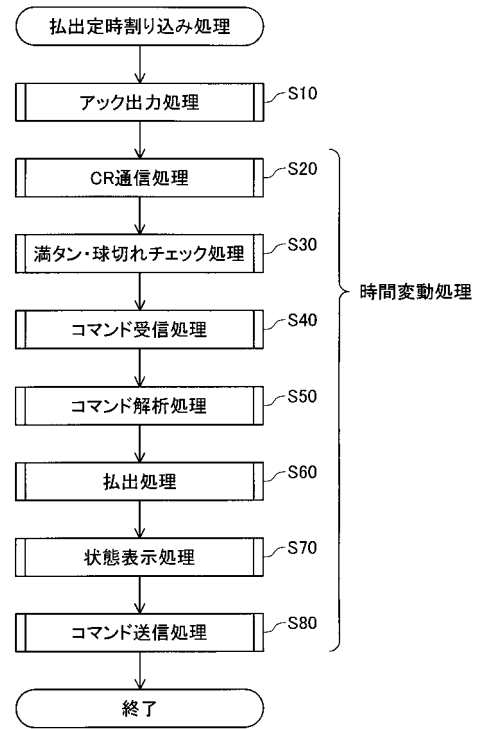 払出定時割り込み処理
アック出力処理
S10
CR通信処理
S20
満タン・球切れチェック処理
S30
コマンド受信処理
S40
時間変動処理
コマンド解析処理
S50
払出処理
S60
状態表示処理
S70
コマンド送信処理
S80
終了